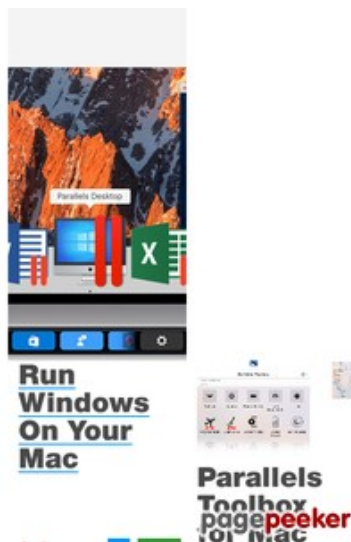 Parallels Desktop
X
Run
Windows
On Your
Mac
Parallels
Toolbox
for Mac
pagepeeker